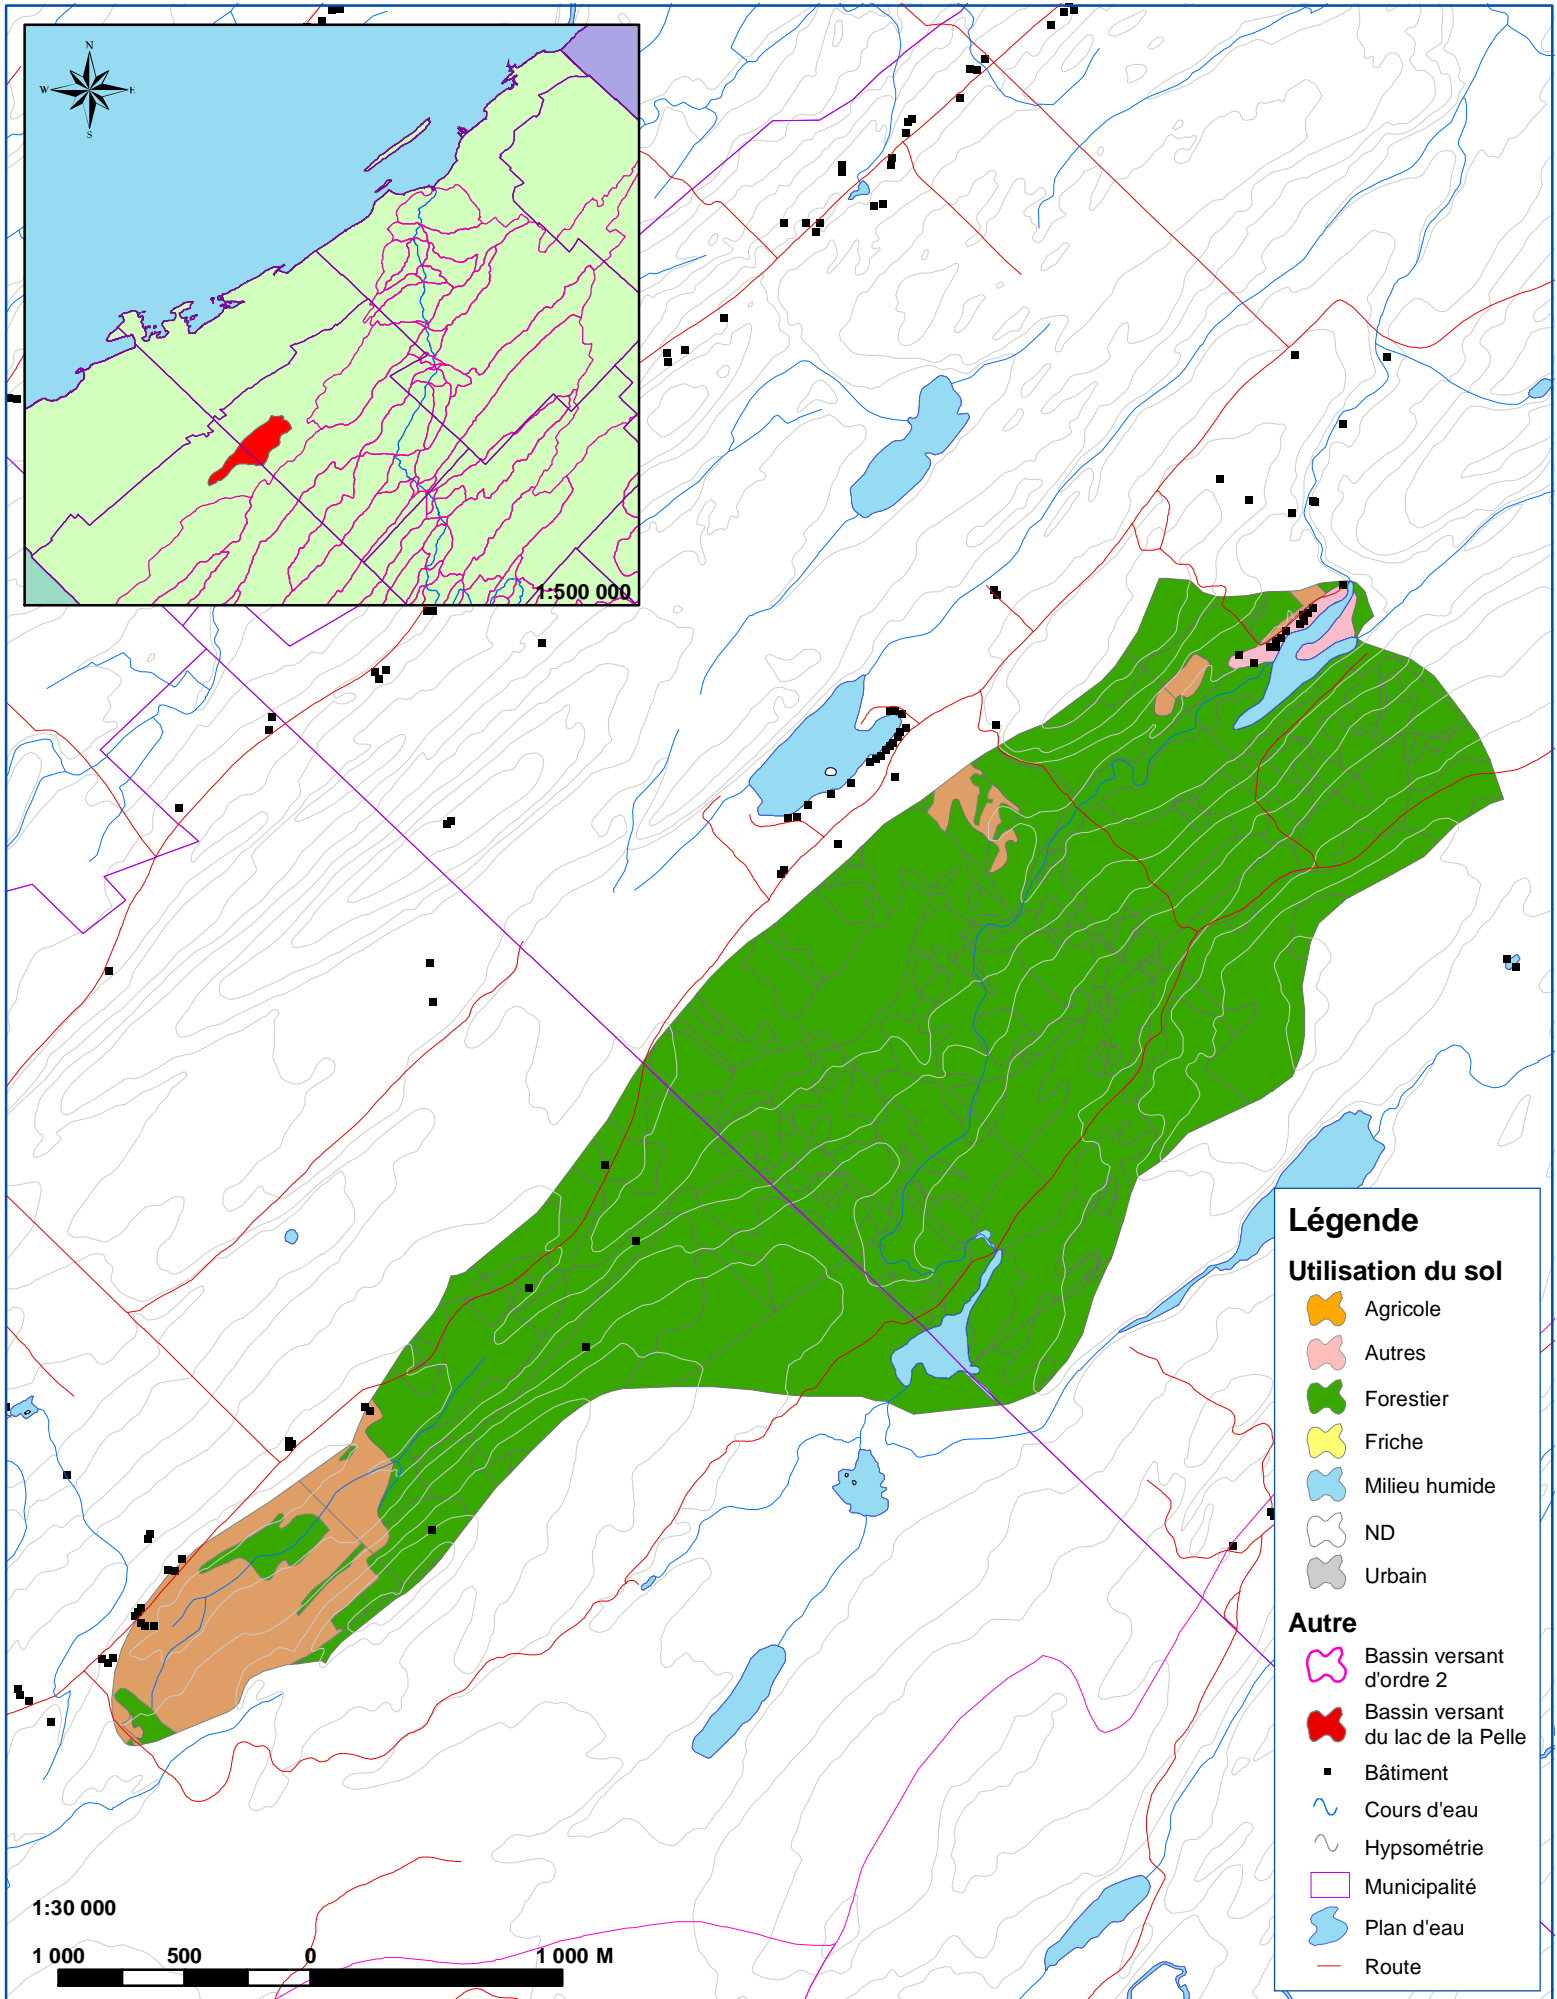 N
W E
S
1:500 000
Légende
Utilisation du sol
Agricole
Autres
Forestier
Friche
Milieu humide
ND
Urbain
Autre
Bassin versant
d'ordre 2
Bassin versant
du lac de la Pelle
Bâtiment
Cours d'eau
Hypsométrie
Municipalité
Plan d'eau
Route
1:30 000
1 000 500 0 1 000 M